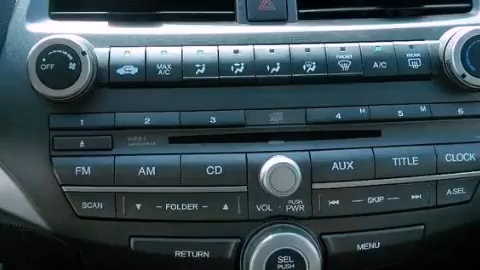 OFF MAX A/C FRONT A/C REAR
1 2 3 4 H 5 M 6
FM AM CD AUX TITLE CLOCK
SCAN FOLDER VOL PUSH PWR SKIP A.SEL
RETURN SEL PUSH MENU